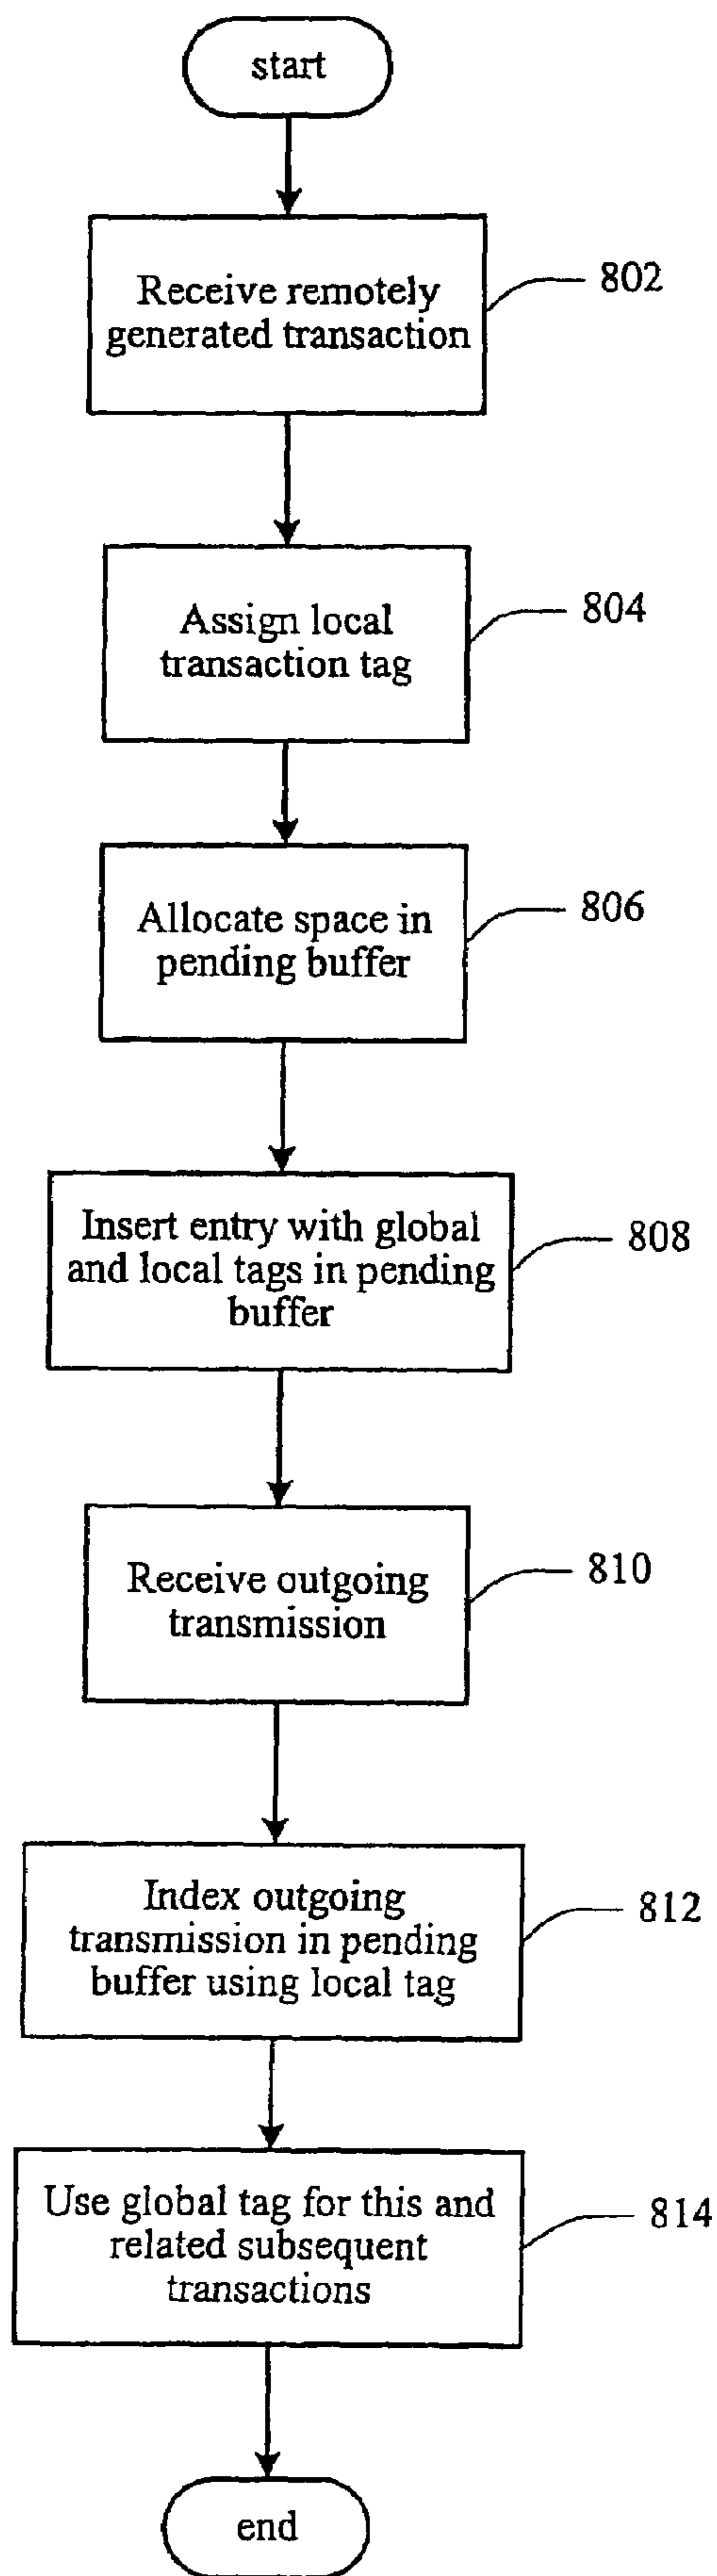 start
Receive remotely
generated transaction
802
Assign local
transaction tag
804
Allocate space in
pending buffer
806
Insert entry with global
and local tags in pending
buffer
808
Receive outgoing
transmission
810
Index outgoing
transmission in pending
buffer using local tag
812
Use global tag for this and
related subsequent
transactions
814
end